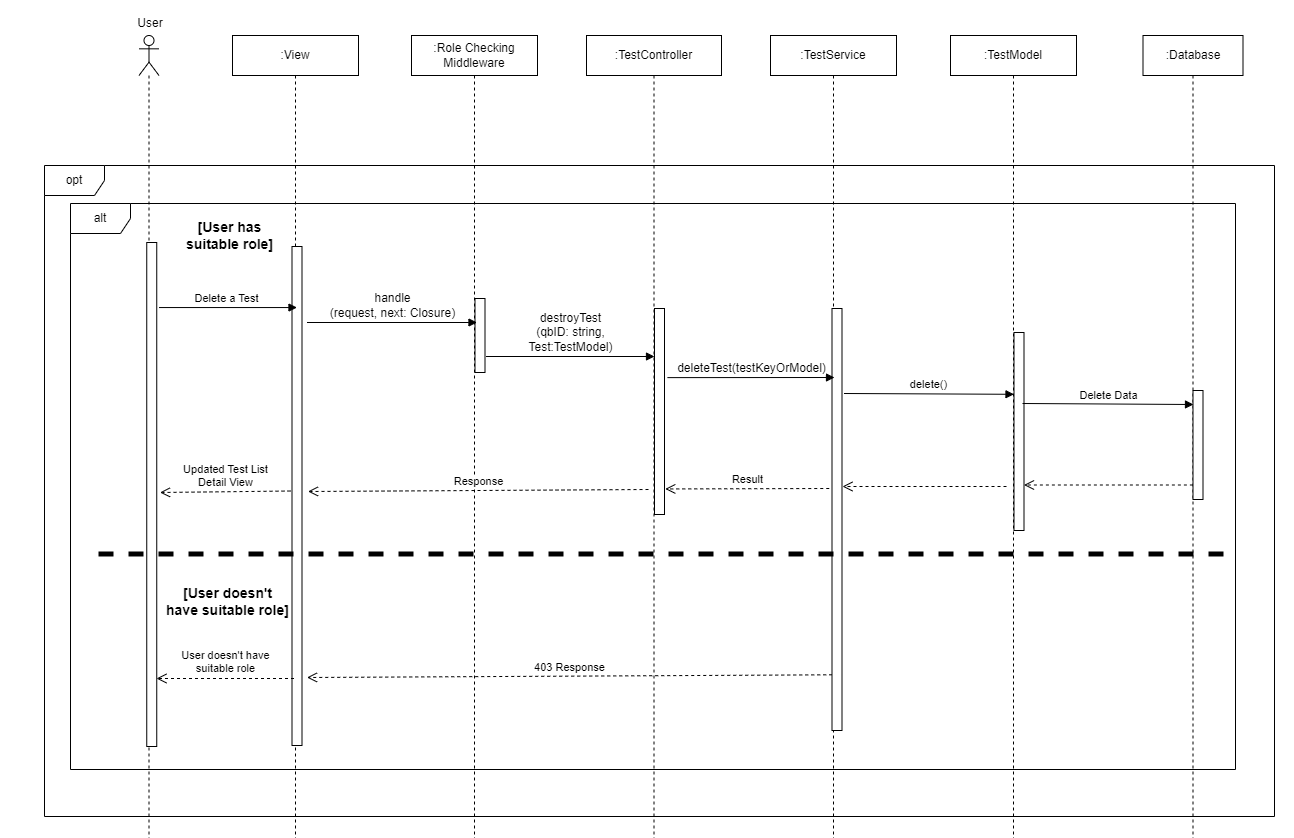 User
:View
:Role Checking
Middleware
:TestController
:TestService
:TestModel
:Database
opt
alt
[User has
suitable role]
Delete a Test
handle
(request, next: Closure)
destroyTest
(qbID: string,
Test:TestModel)
deleteTest(testKeyOrModel)
delete()
Delete Data
Updated Test List
Detail View
Response
Result
[User doesn't
have suitable role]
User doesn't have
suitable role
403 Response